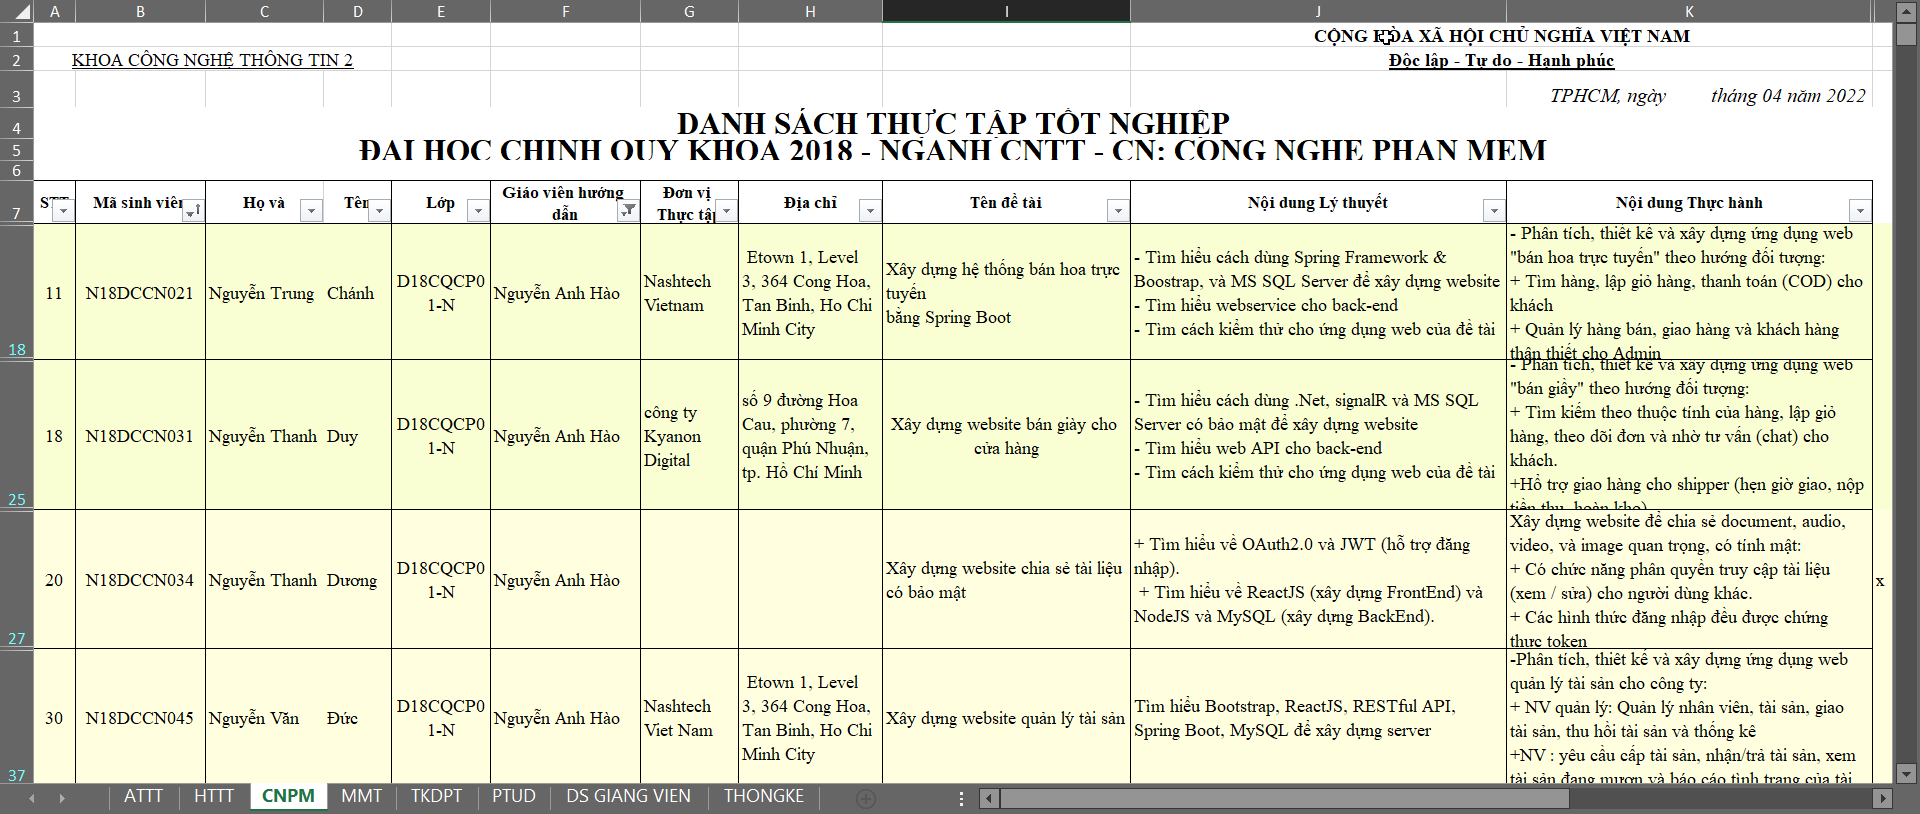 A B C D E F G H I J K
1 CỘNG HÒA XÃ HỘI CHỦ NGHĨA VIỆT NAM
2 KHOA CÔNG NGHỆ THÔNG TIN 2 Độc lập - Tự do - Hạnh phúc
3 TPHCM, ngày tháng 04 năm 2022
4 DANH SÁCH THỰC TẬP TỐT NGHIỆP
5 ĐẠI HỌC CHÍNH QUY KHÓA 2018 - NGÀNH CNTT - CN: CÔNG NGHỆ PHẦN MỀM
6
7 STT Mã sinh viên Họ và Tên Lớp Giáo viên hướng dẫn Đơn vị Thực tập Địa chỉ Tên đề tài Nội dung Lý thuyết Nội dung Thực hành
18
11
N18DCCN021
Nguyễn Trung
Chánh
D18CQCP0
1-N
Nguyễn Anh Hào
Nashtech
Vietnam
Etown 1, Level
3, 364 Cong Hoa,
Tan Binh, Ho Chi
Minh City
Xây dựng hệ thống bán hoa trực
tuyến
bằng Spring Boot
- Tìm hiểu cách dùng Spring Framework &
Boostrap, và MS SQL Server để xây dựng website
- Tìm hiểu webservice cho back-end
- Tìm cách kiểm thử cho ứng dụng web của đề tài
- Phân tích, thiết kế và xây dựng ứng dụng web
"bán hoa trực tuyến" theo hướng đối tượng:
+ Tìm hàng, lập giỏ hàng, thanh toán (COD) cho
khách
+ Quản lý hàng bán, giao hàng và khách hàng
thân thiết cho Admin
25
18
N18DCCN031
Nguyễn Thanh
Duy
D18CQCP0
1-N
Nguyễn Anh Hào
công ty
Kyanon
Digital
số 9 đường Hoa
Cau, phường 7,
quận Phú Nhuận,
tp. Hồ Chí Minh
Xây dựng website bán giày cho
cửa hàng
- Tìm hiểu cách dùng .Net, signalR và MS SQL
Server có bảo mật để xây dựng website
- Tìm hiểu web API cho back-end
- Tìm cách kiểm thử cho ứng dụng web của đề tài
- Phân tích, thiết kế và xây dựng ứng dụng web
"bán giầy" theo hướng đối tượng:
+ Tìm kiếm theo thuộc tính của hàng, lập giỏ
hàng, theo dõi đơn và nhờ tư vấn (chat) cho
khách.
+Hỗ trợ giao hàng cho shipper (hẹn giờ giao, nộp
tiền thu, hoàn kho)
27
20
N18DCCN034
Nguyễn Thanh
Dương
D18CQCP0
1-N
Nguyễn Anh Hào
Xây dựng website chia sẻ tài liệu
có bảo mật
+ Tìm hiểu về OAuth2.0 và JWT (hỗ trợ đăng
nhập).
+ Tìm hiểu về ReactJS (xây dựng FrontEnd) và
NodeJS và MySQL (xây dựng BackEnd).
Xây dựng website để chia sẻ document, audio,
video, và image quan trọng, có tính mật:
+ Có chức năng phân quyền truy cập tài liệu
(xem / sửa) cho người dùng khác.
+ Các hình thức đăng nhập đều được chứng
thực token
x
37
30
N18DCCN045
Nguyễn Văn
Đức
D18CQCP0
1-N
Nguyễn Anh Hào
Nashtech
Viet Nam
Etown 1, Level
3, 364 Cong Hoa,
Tan Binh, Ho Chi
Minh City
Xây dựng website quản lý tài sản
Tìm hiểu Bootstrap, ReactJS, RESTful API,
Spring Boot, MySQL để xây dựng server
-Phân tích, thiết kế và xây dựng ứng dụng web
quản lý tài sản cho công ty:
+ NV quản lý: Quản lý nhân viên, tài sản, giao
tài sản, thu hồi tài sản và thống kê
+NV : yêu cầu cấp tài sản, nhận/trả tài sản, xem
tài sản đang mượn và báo cáo tình trạng của tài
ATTT HTTT CNPM MMT TKDPT PTUD DS GIANG VIEN THONGKE